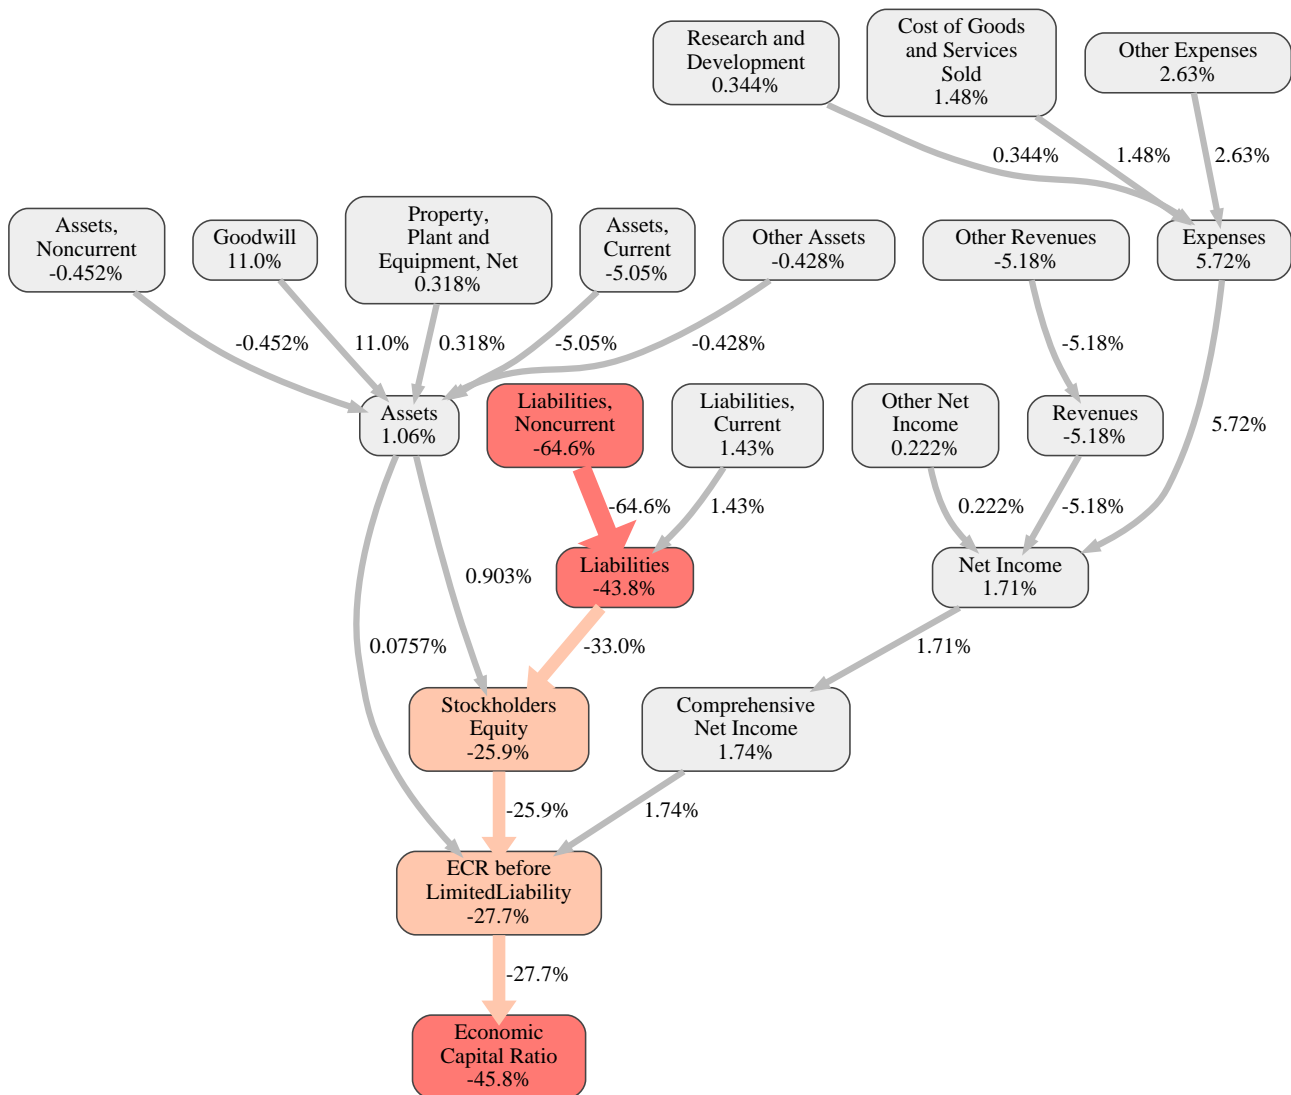 Research and
Development
0.344%
Cost of Goods
and Services
Sold
1.48%
Other Expenses
2.63%
0.344%
1.48%
2.63%
Assets,
Noncurrent
-0.452%
Goodwill
11.0%
Property,
Plant and
Equipment, Net
0.318%
Assets,
Current
-5.05%
Other Assets
-0.428%
Other Revenues
-5.18%
Expenses
5.72%
-0.452%
11.0%
0.318%
-5.05%
-0.428%
-5.18%
5.72%
Assets
1.06%
Liabilities,
Noncurrent
-64.6%
Liabilities,
Current
1.43%
Other Net
Income
0.222%
Revenues
-5.18%
-64.6%
1.43%
0.222%
-5.18%
0.903%
Liabilities
-43.8%
Net Income
1.71%
0.0757%
-33.0%
1.71%
Stockholders
Equity
-25.9%
Comprehensive
Net Income
1.74%
-25.9%
1.74%
ECR before
LimitedLiability
-27.7%
-27.7%
Economic
Capital Ratio
-45.8%